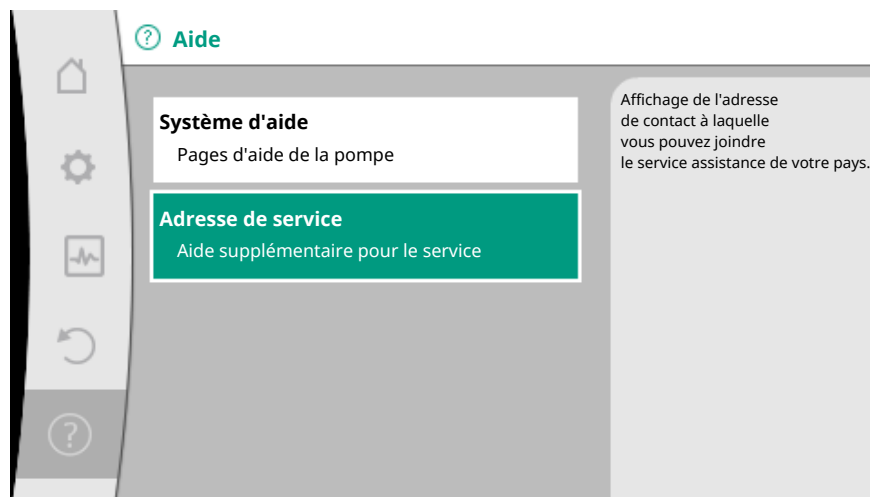 Aide
Système d'aide
Pages d'aide de la pompe
Adresse de service
Aide supplémentaire pour le service
Affichage de l'adresse
de contact à laquelle
vous pouvez joindre
le service assistance de votre pays.